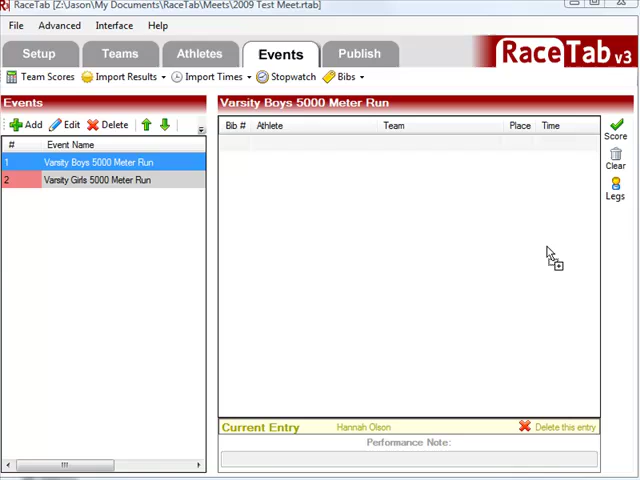 RaceTab [Z:\Jason\My Documents\RaceTab\Meets\2009 Test Meet.rtab]
File Advanced Interface Help
Setup Teams Athletes Events Publish
RaceTab v3
Team Scores Import Results Import Times Stopwatch Bibs
Events
Add Edit Delete
# Event Name
1 Varsity Boys 5000 Meter Run
2 Varsity Girls 5000 Meter Run
Varsity Boys 5000 Meter Run
Bib # Athlete Team Place Time
Score
Clear
Legs
Current Entry Hannah Olson Delete this entry
Performance Note: